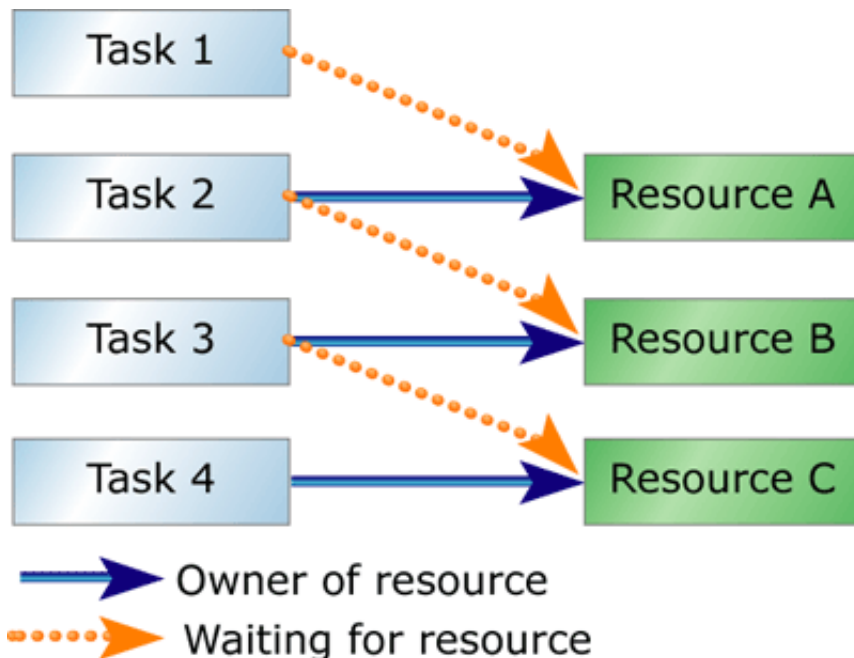 Task 1
Task 2
Resource A
Task 3
Resource B
Task 4
Resource C
Owner of resource
Waiting for resource